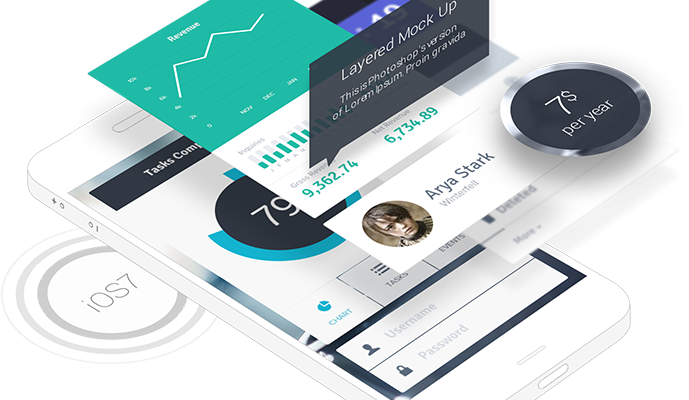 Revenue
10k
8k
6k
4k
2k
0
NOV
DEC
JAN
49
Layered Mock Up
This is Photoshop's version
of Lorem Ipsum. Proin gravida
7$
per year
Inquiries
J F M A M J
Net Revenue
6,734.89
Gross Revenue
9,362.74
Tasks Comp
79
Arya Stark
Winterfell
Deleted
More
EVENTS
TASKS
CHART
iOS7
Username
Password